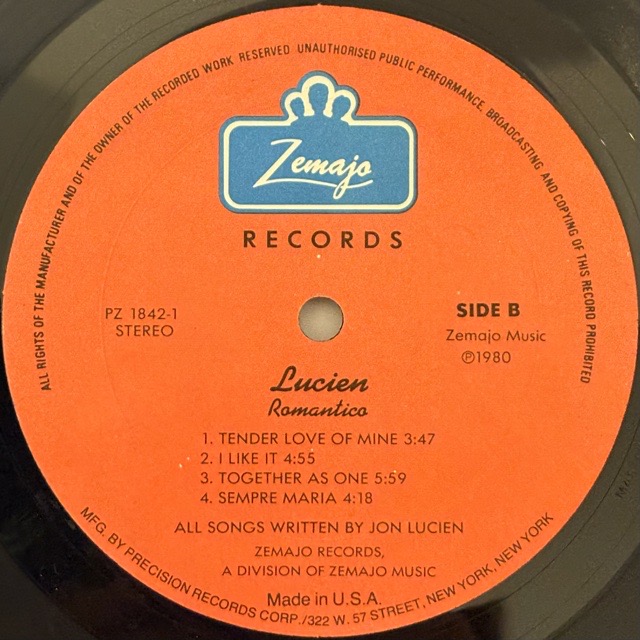 ALL RIGHTS OF THE MANUFACTURER AND OF THE OWNER OF THE RECORDED WORK RESERVED UNAUTHORISED PUBLIC PERFORMANCE, BROADCASTING AND COPYING OF THIS RECORD PROHIBITED
Zemajo
RECORDS
PZ 1842-1
STEREO
SIDE B
Zemajo Music
℗1980
Lucien
Romantico
1. TENDER LOVE OF MINE 3:47
2. I LIKE IT 4:55
3. TOGETHER AS ONE 5:59
4. SEMPRE MARIA 4:18
ALL SONGS WRITTEN BY JON LUCIEN
ZEMAJO RECORDS,
A DIVISION OF ZEMAJO MUSIC
Made in U.S.A.
MFG. BY PRECISION RECORDS CORP./322 W. 57 STREET, NEW YORK, NEW YORK